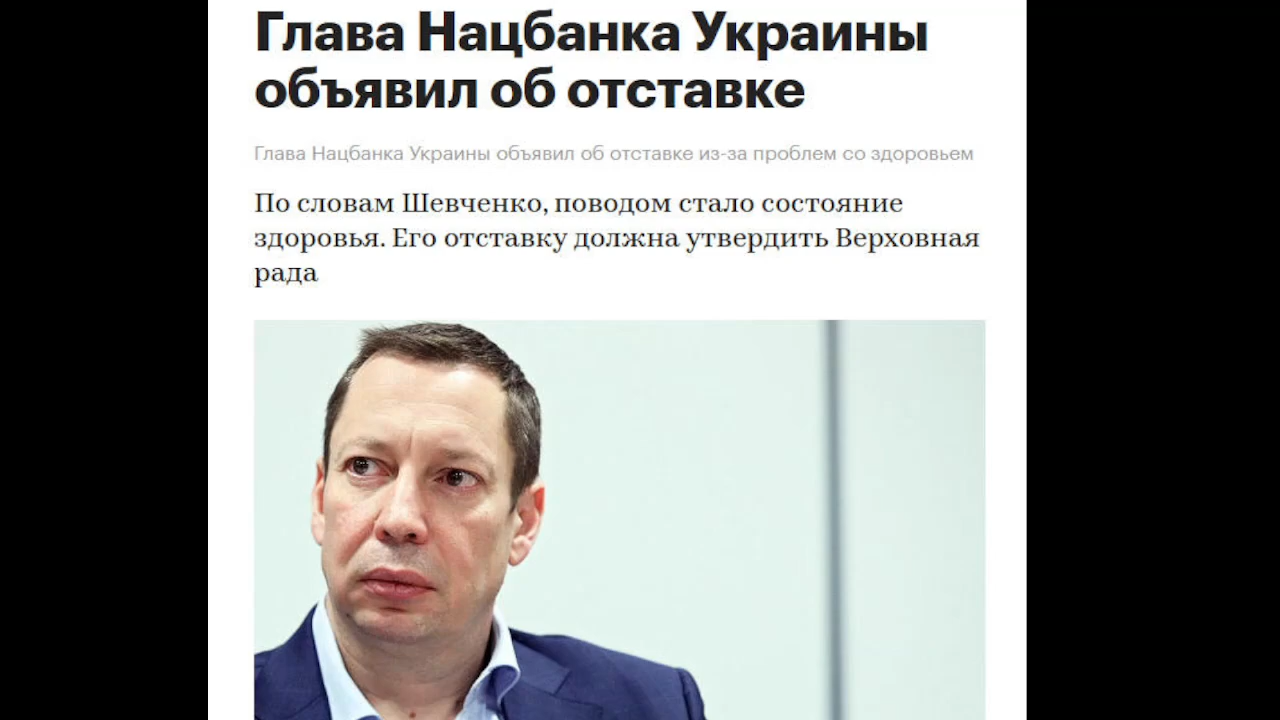 Глава Нацбанка Украины
объявил об отставке
Глава Нацбанка Украины объявил об отставке из-за проблем со здоровьем
По словам Шевченко, поводом стало состояние
здоровья. Его отставку должна утвердить Верховная
рада